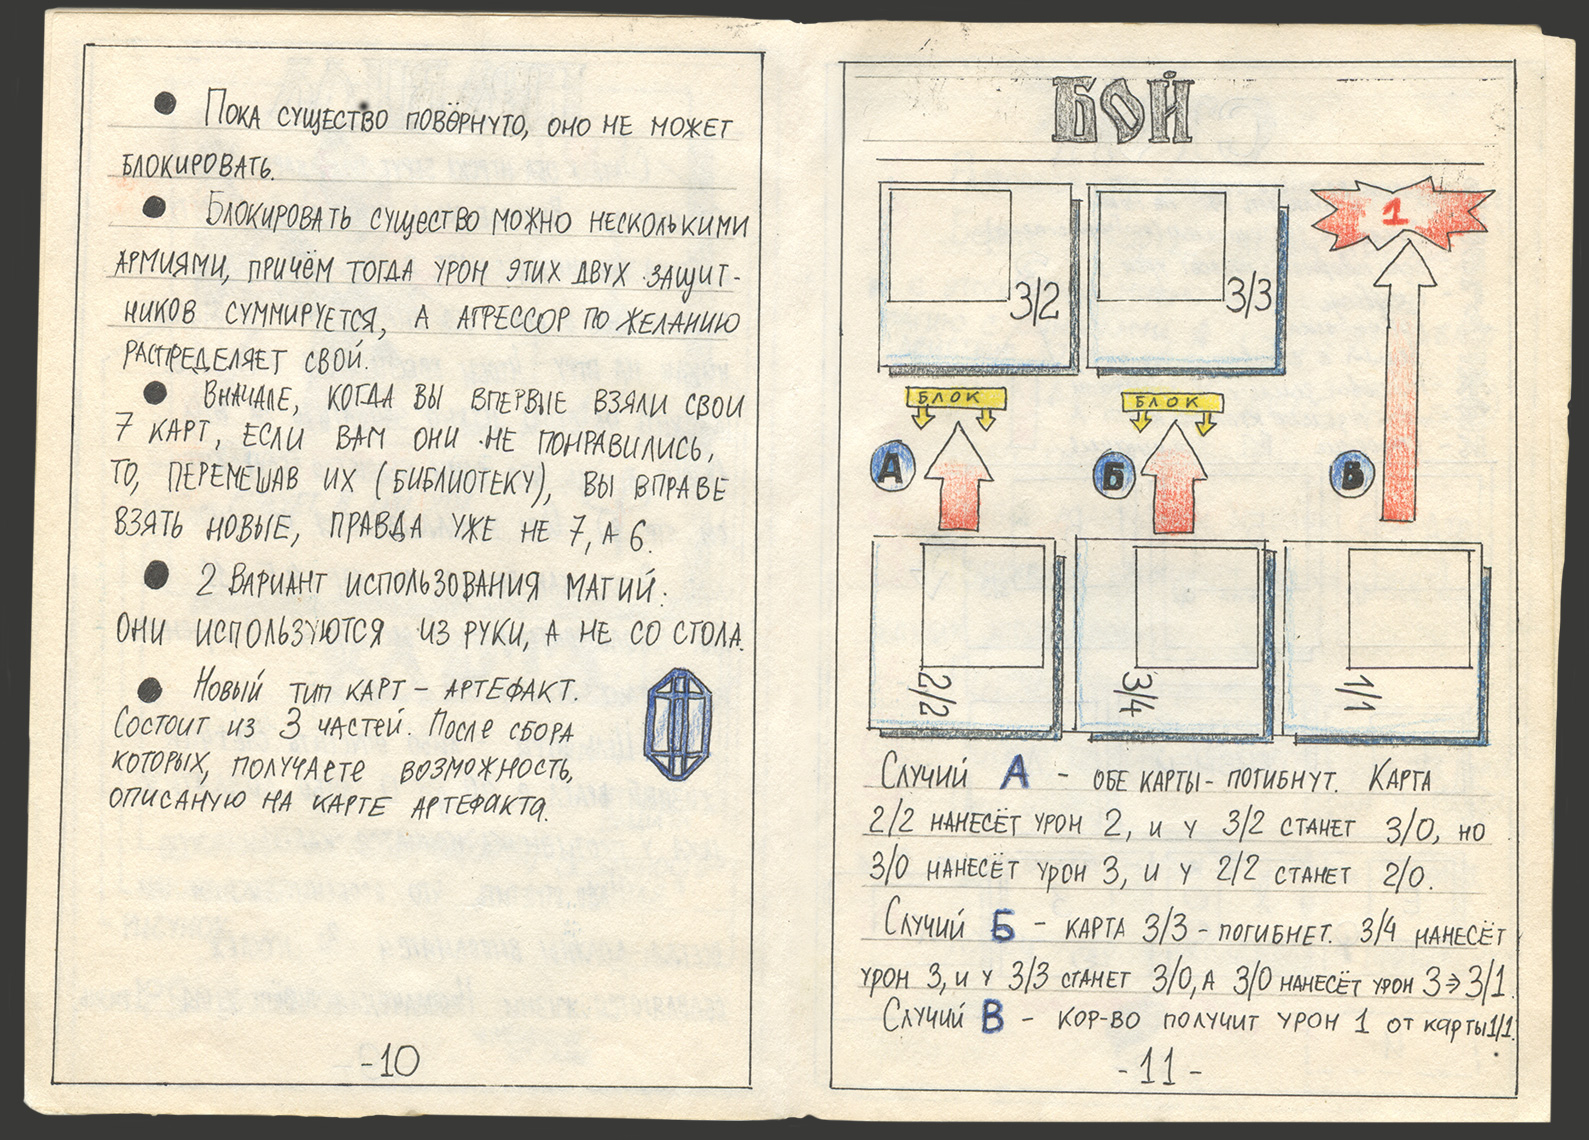 ● Пока существо повёрнуто, оно не может
блокировать.
● Блокировать существо можно несколькими
армиями, причём тогда урон этих двух защит-
ников суммируется, а агрессор по желанию
распределяет свой.
● Вначале, когда вы впервые взяли свои
7 карт, если вам они не понравились,
то, перемешав их (библиотеку), вы вправе
взять новые, правда уже не 7, а 6.
● 2 вариант использования магий.
Они используются из руки, а не со стола.
● Новый тип карт - артефакт.
Состоит из 3 частей. После сбора
которых, получаете возможность,
описаную на карте артефакта.
-10
БОЙ
3/2
3/3
1
БЛОК
БЛОК
А
Б
В
2/2
3/4
1/1
Случий А - обе карты - погибнут. Карта
2/2 нанесёт урон 2, и у 3/2 станет 3/0, но
3/0 нанесёт урон 3, и у 2/2 станет 2/0.
Случий Б - карта 3/3 - погибнет. 3/4 нанесёт
урон 3, и у 3/3 станет 3/0, а 3/0 нанесёт урон 3⇒3/1.
Случий В - кор-во получит урон 1 от карты 1/1.
-11-